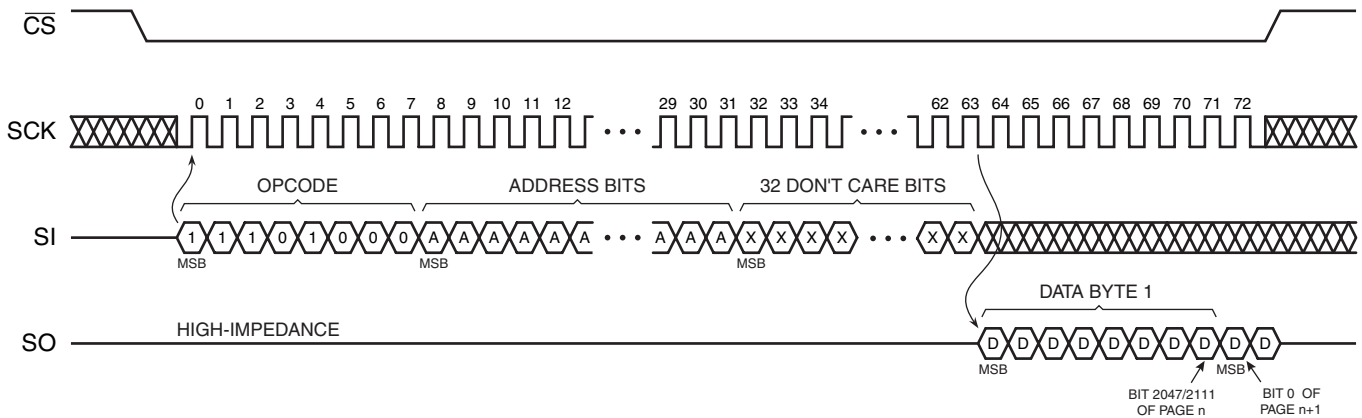 CS
0 1 2 3 4 5 6 7 8 9 10 11 12 29 30 31 32 33 34 62 63 64 65 66 67 68 69 70 71 72
SCK
OPCODE ADDRESS BITS 32 DON'T CARE BITS
SI 1 1 1 0 1 0 0 0 A A A A A A A A A X X X X X X
MSB MSB MSB
DATA BYTE 1
HIGH-IMPEDANCE
SO D D D D D D D D D D
MSB MSB
BIT 2047/2111
OF PAGE n
BIT 0 OF
PAGE n+1